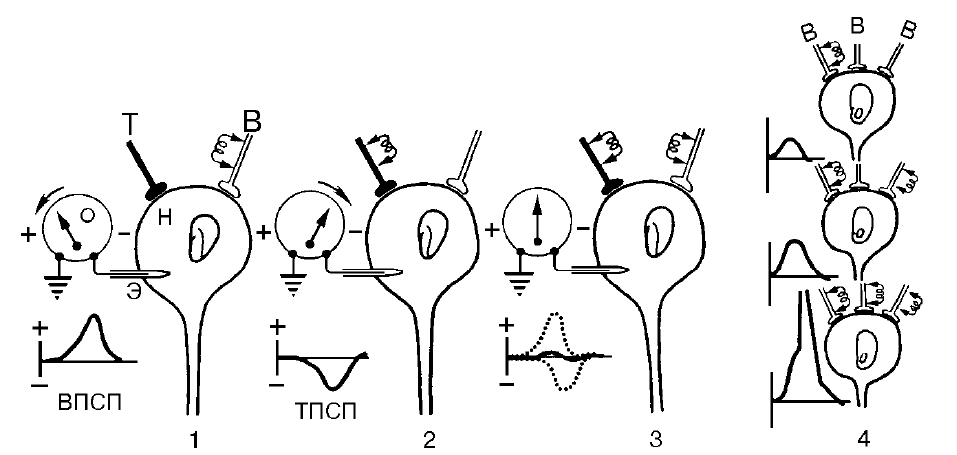 В В В
Т В
О Н
+ -
Э
+
-
ВПСП
1
+ -
+
-
ТПСП
2
+ -
+
-
3
4